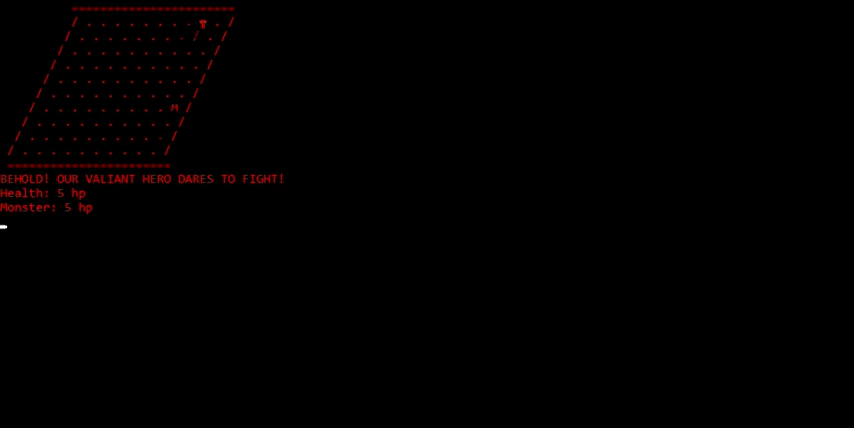 =======================
/ . . . . . . . . ╥ . /
/ . . . . . . . . / . /
/ . . . . . . . . . . /
/ . . . . . . . . . . /
/ . . . . . . . . . . /
/ . . . . . . . . . . /
/ . . . . . . . . . M /
/ . . . . . . . . . . /
/ . . . . . . . . . . /
/ . . . . . . . . . . /
=======================
BEHOLD! OUR VALIANT HERO DARES TO FIGHT!
Health: 5 hp
Monster: 5 hp